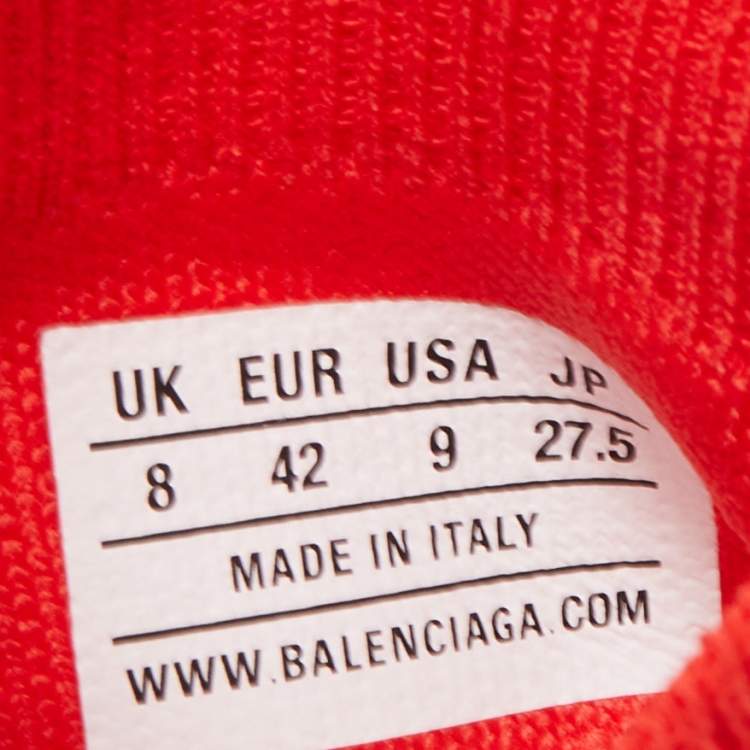 UK EUR USA JP
8 42 9 27.5
MADE IN ITALY
WWW.BALENCIAGA.COM